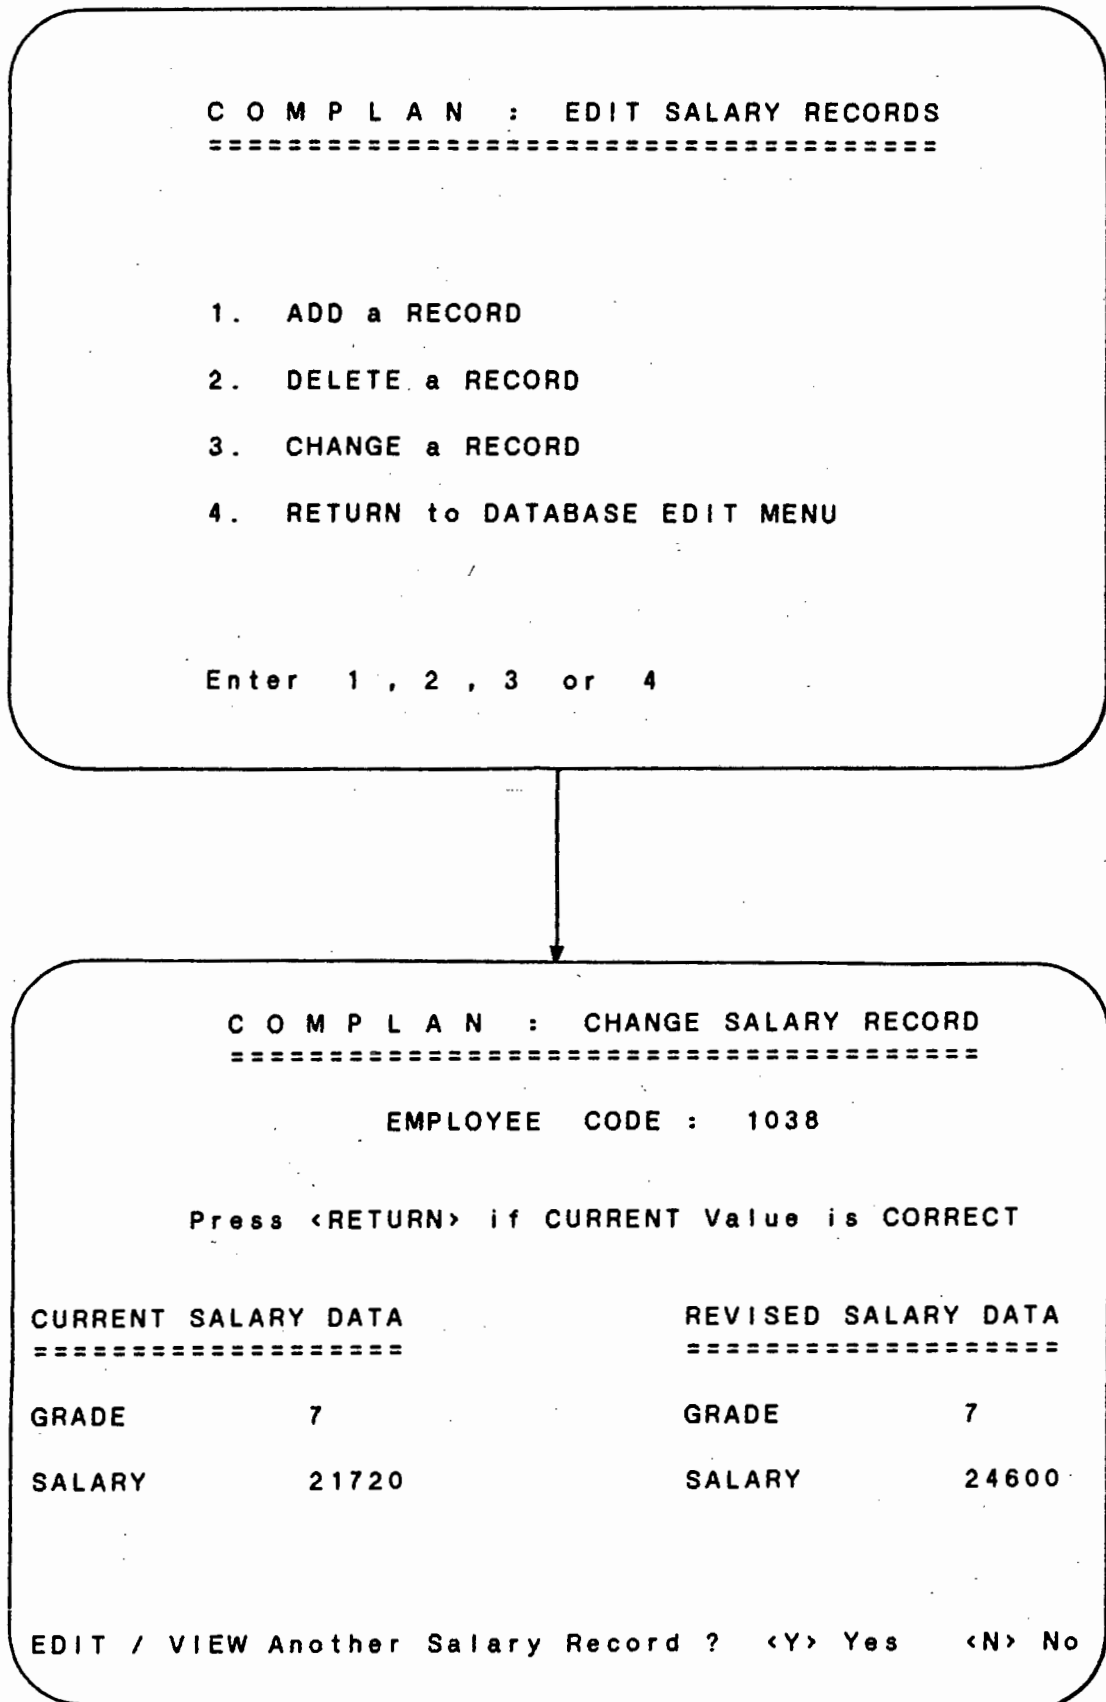 C O M P L A N : EDIT SALARY RECORDS
=====================================
1. ADD a RECORD
2. DELETE a RECORD
3. CHANGE a RECORD
4. RETURN to DATABASE EDIT MENU
Enter 1 , 2 , 3 or 4
C O M P L A N : CHANGE SALARY RECORD
======================================
EMPLOYEE CODE : 1038
Press <RETURN> if CURRENT Value is CORRECT
CURRENT SALARY DATA REVISED SALARY DATA
=================== ===================
GRADE 7 GRADE 7
SALARY 21720 SALARY 24600
EDIT / VIEW Another Salary Record ? <Y> Yes <N> No